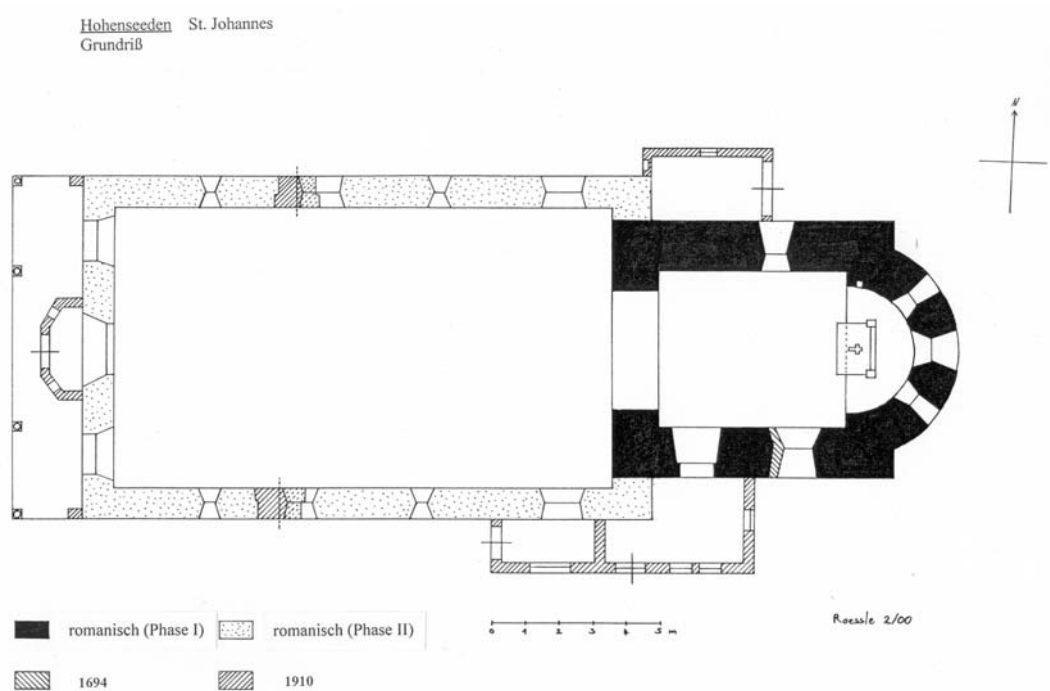 Hohenseeden St. Johannes
Grundriß
N
romanisch (Phase I) romanisch (Phase II)
0 1 2 3 4 5 m
Roessle 2/00
1694 1910